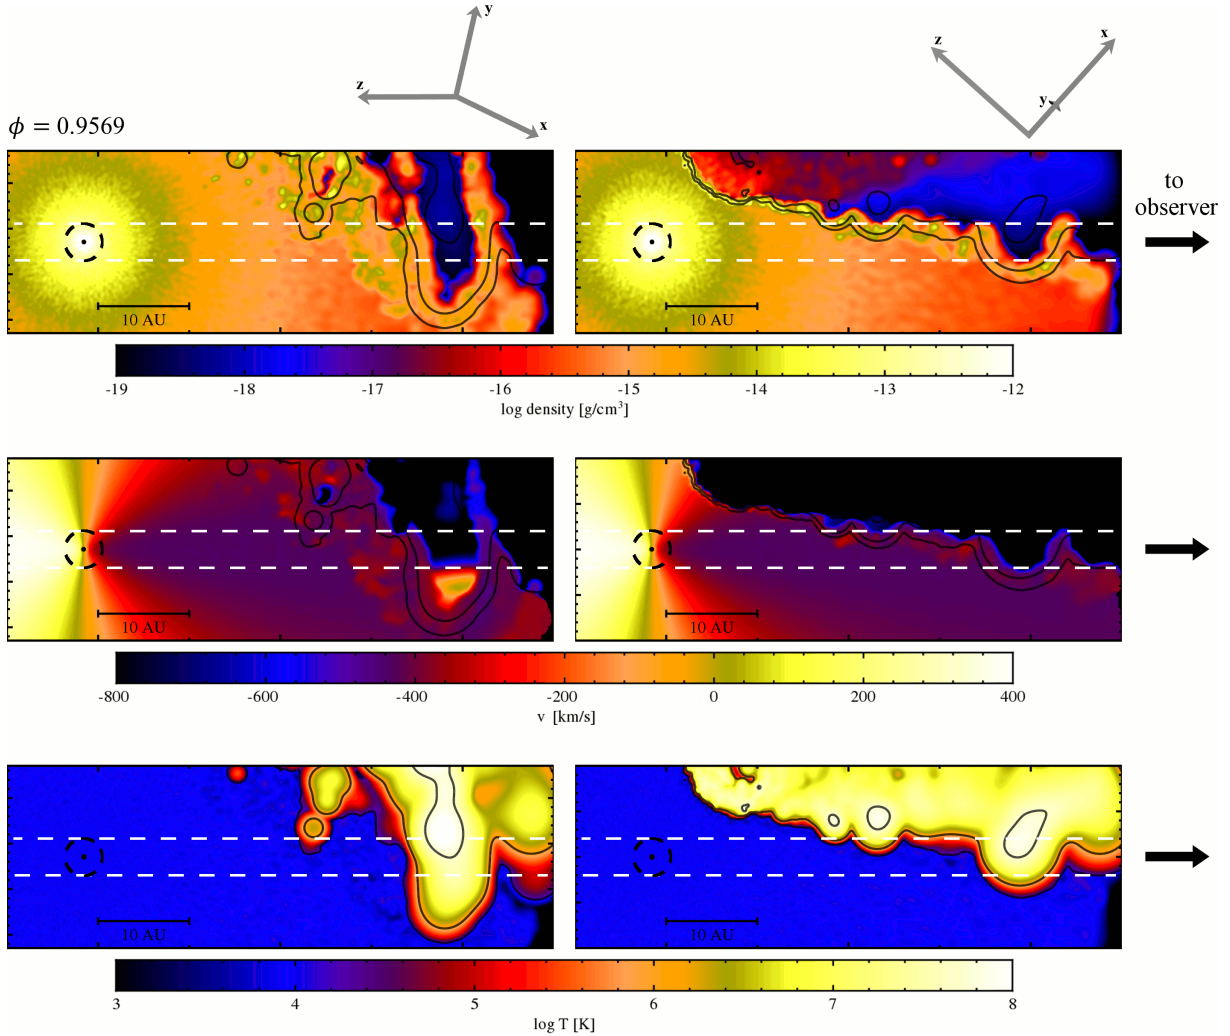 y
z
x
z
x
y
ϕ = 0.9569
to
observer
10 AU
10 AU
-19 -18 -17 -16 -15 -14 -13 -12
log density [g/cm³]
10 AU
10 AU
-800 -600 -400 -200 0 200 400
v [km/s]
10 AU
10 AU
3 4 5 6 7 8
log T [K]